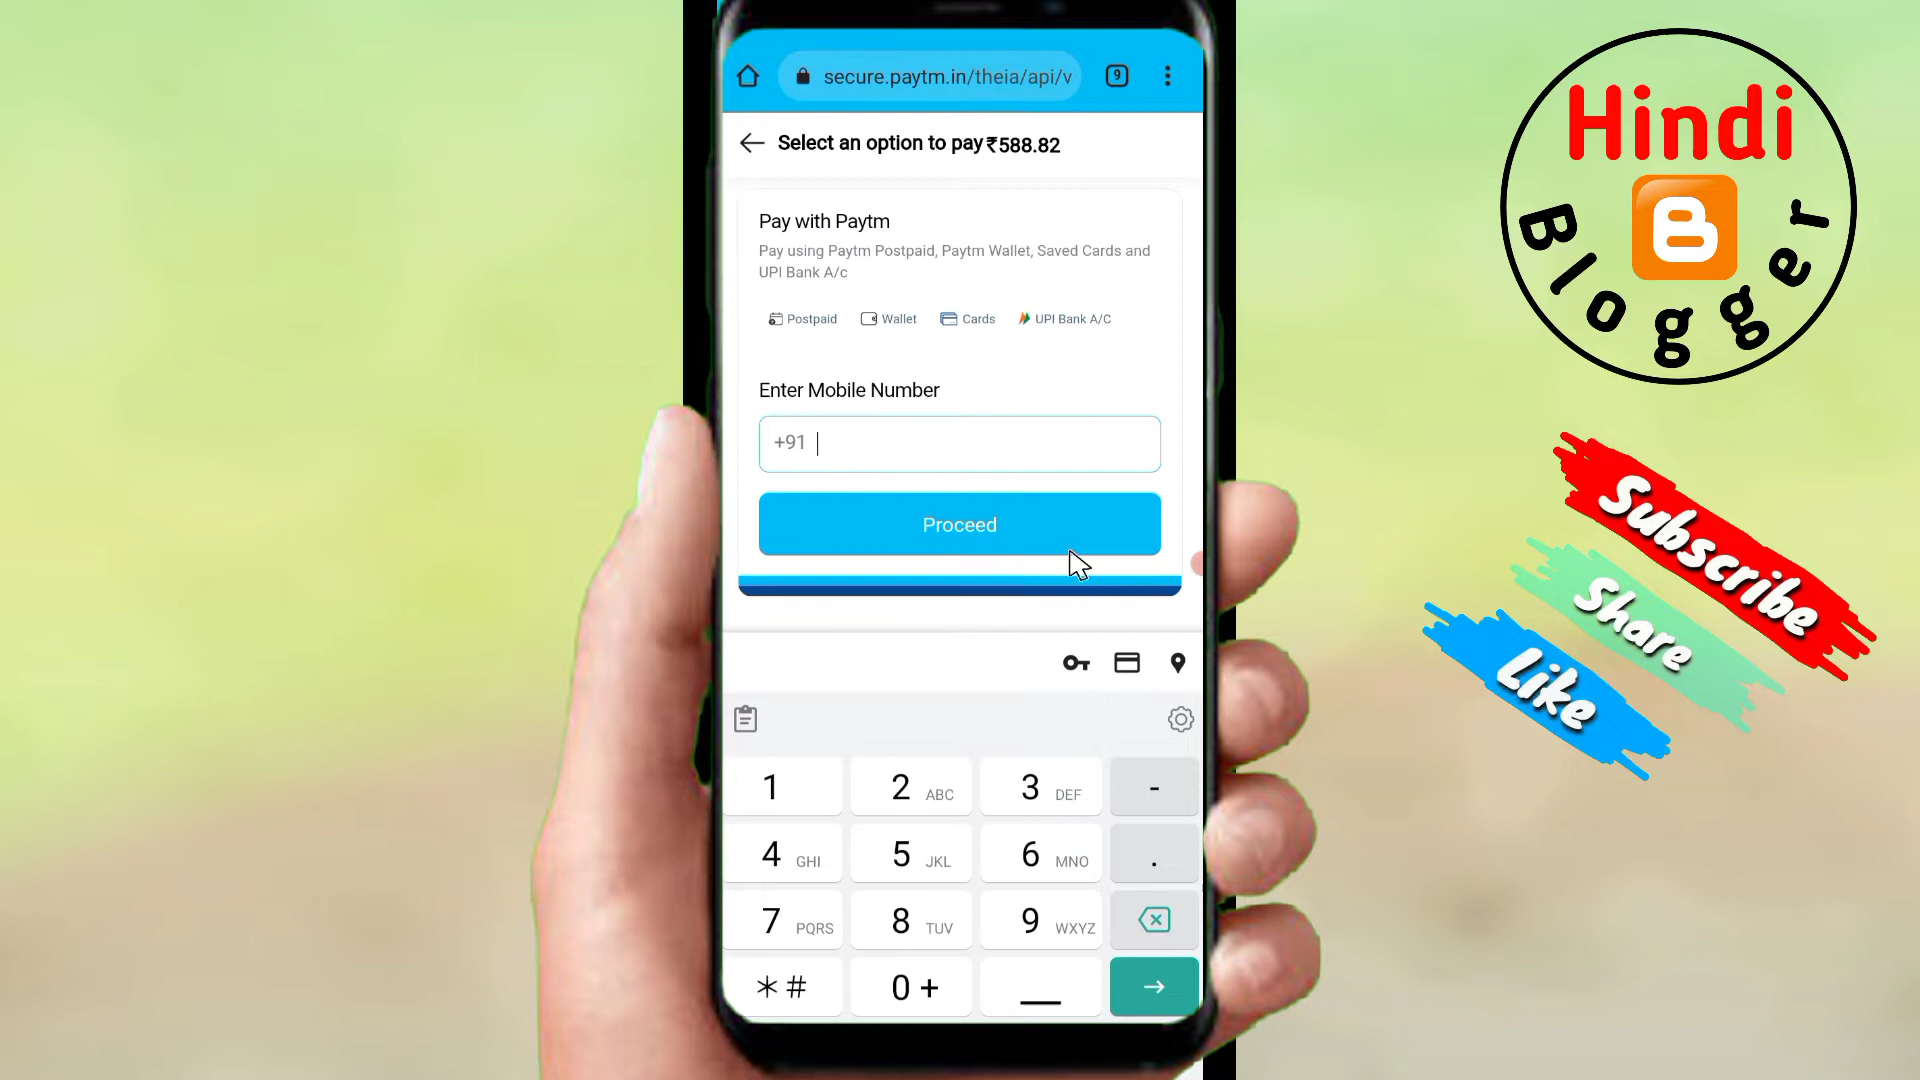 9
secure.paytm.in/theia/api/v
Select an option to pay ₹588.82
Pay with Paytm
Pay using Paytm Postpaid, Paytm Wallet, Saved Cards and
UPI Bank A/c
Postpaid Wallet Cards UPI Bank A/C
Enter Mobile Number
+91
Proceed
1 2 ABC 3 DEF -
4 GHI 5 JKL 6 MNO .
7 PQRS 8 TUV 9 WXYZ
*# 0 +
Hindi
B
Blogger
Subscribe
Share
Like